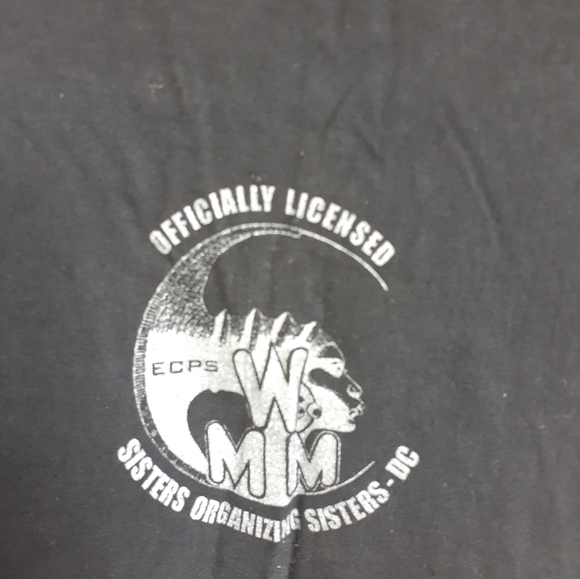 OFFICIALLY LICENSED
ECPS
W
MM
SISTERS ORGANIZING SISTERS - DC